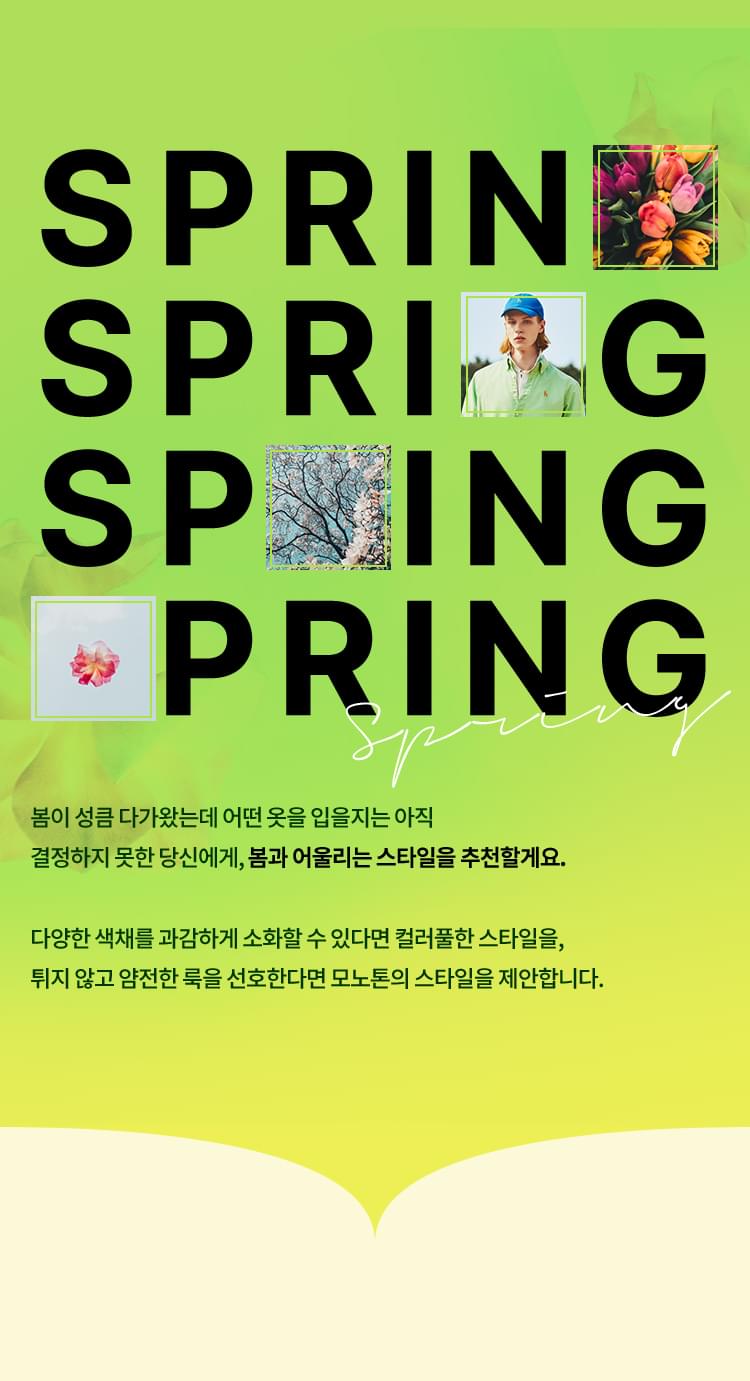 SPRIN
SPRI G
SP ING
PRING
Spring
봄이 성큼 다가왔는데 어떤 옷을 입을지는 아직
결정하지 못한 당신에게, 봄과 어울리는 스타일을 추천할게요.
다양한 색채를 과감하게 소화할 수 있다면 컬러풀한 스타일을,
튀지 않고 얌전한 룩을 선호한다면 모노톤의 스타일을 제안합니다.